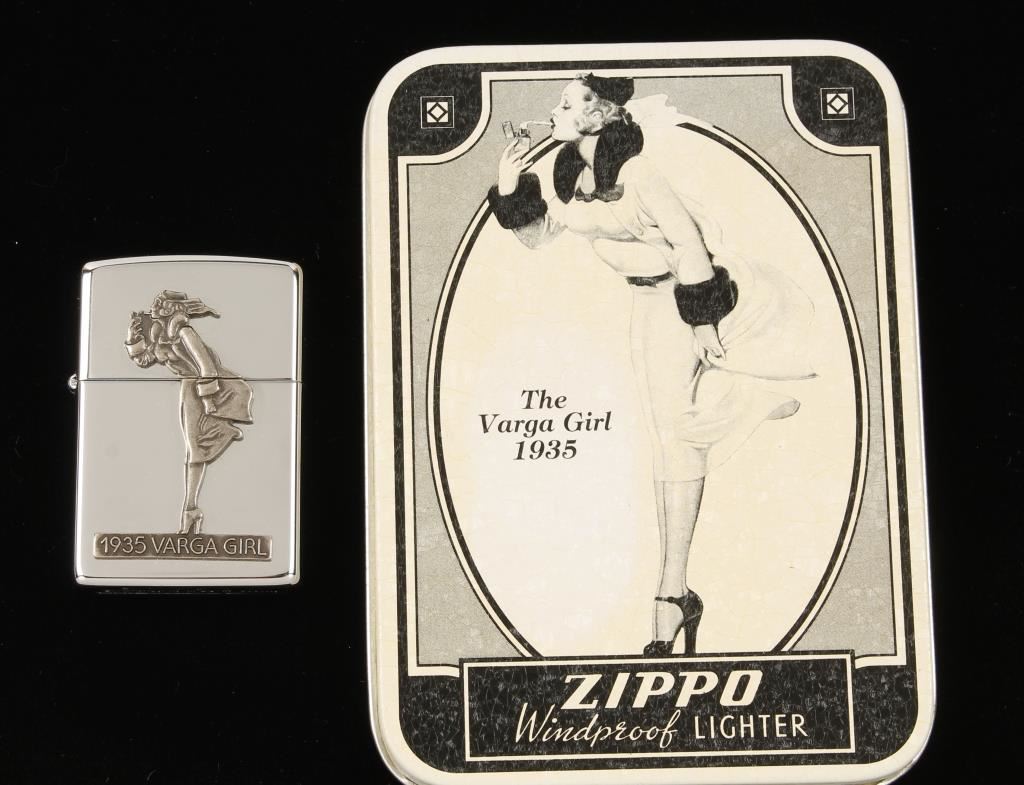 1935 VARGA GIRL
The
Varga Girl
1935
ZIPPO
Windproof LIGHTER